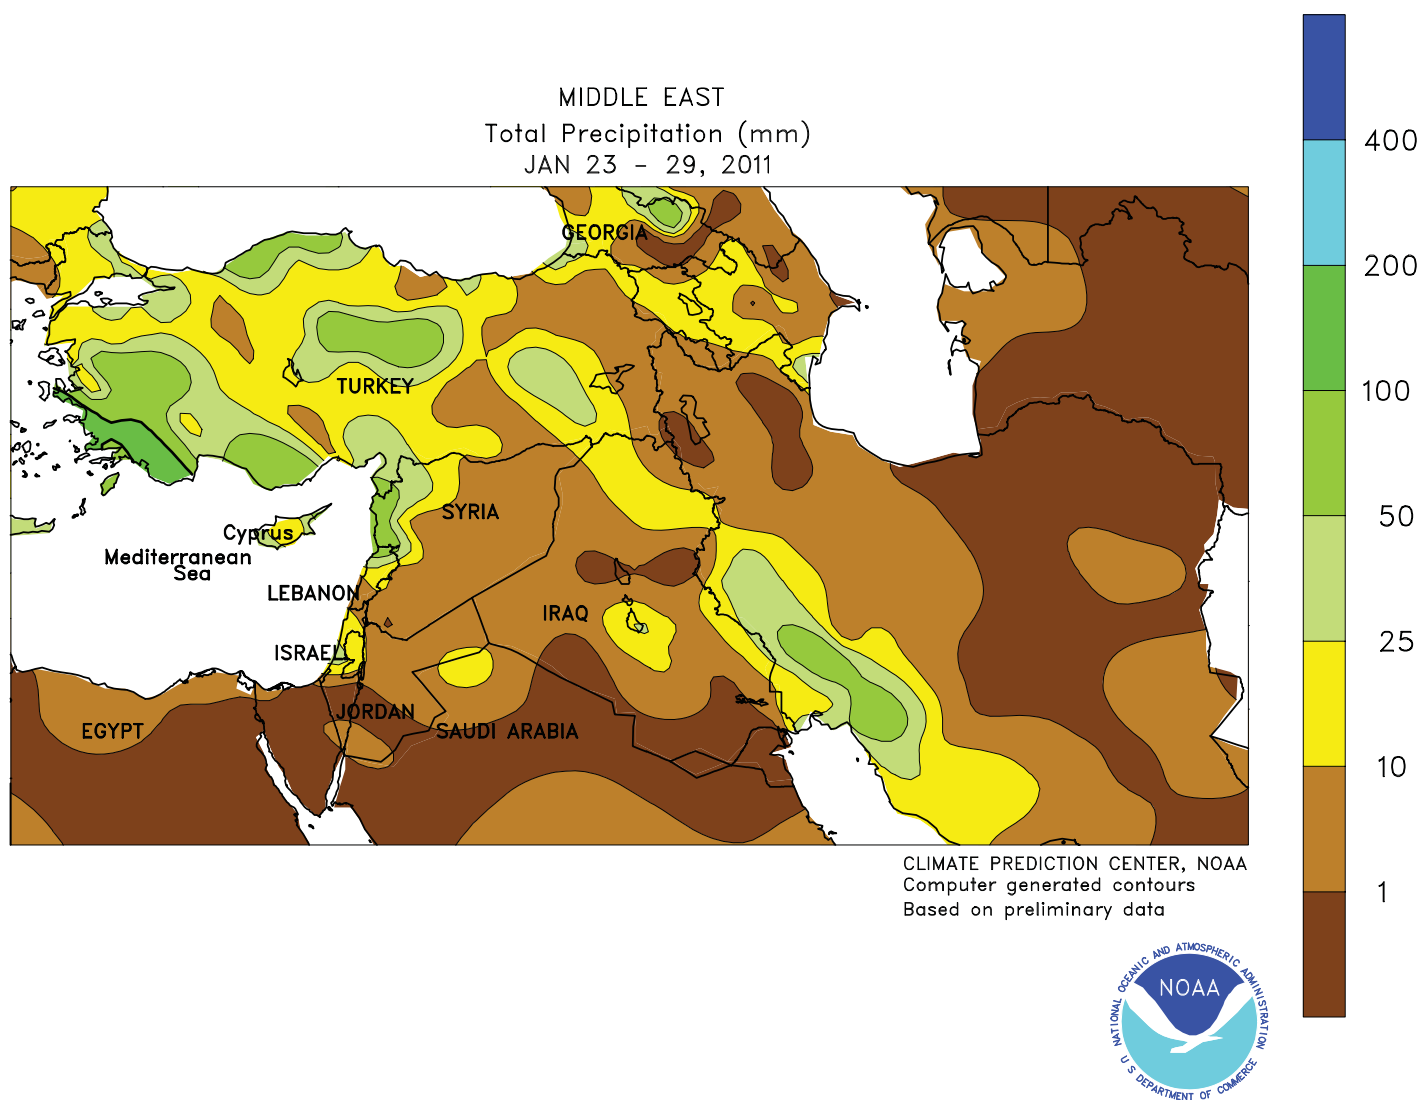 MIDDLE EAST
Total Precipitation (mm)
JAN 23 - 29, 2011
400
200
100
50
25
10
1
GEORGIA
TURKEY
Cyprus
SYRIA
Mediterranean
Sea
LEBANON
IRAQ
ISRAEL
JORDAN
EGYPT
SAUDI ARABIA
CLIMATE PREDICTION CENTER, NOAA
Computer generated contours
Based on preliminary data
NATIONAL OCEANIC AND ATMOSPHERIC ADMINISTRATION
NOAA
U S DEPARTMENT OF COMMERCE